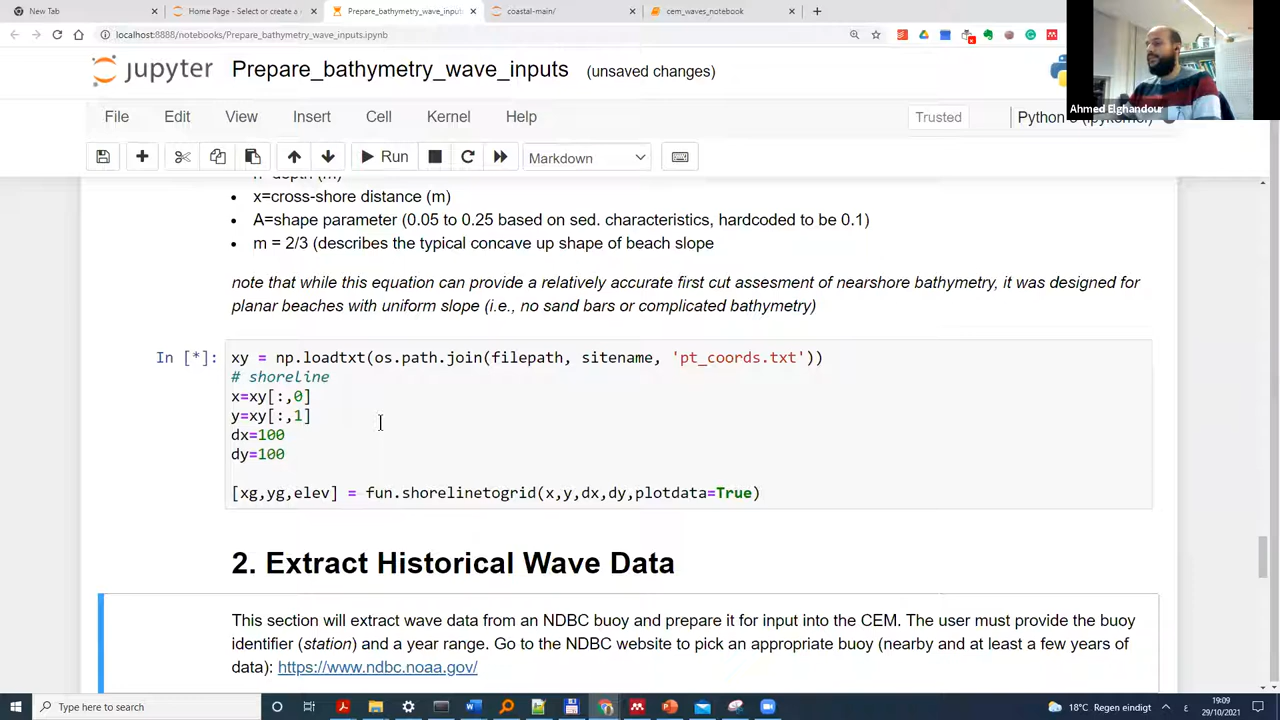 New Tab
Home Page - Select or create a
Prepare_bathymetry_wave_inputs
coastal-main/
cem_waves_notebook
localhost:8888/notebooks/Prepare_bathymetry_wave_inputs.ipynb
jupyter
Prepare_bathymetry_wave_inputs (unsaved changes)
Ahmed Elghandour
File Edit View Insert Cell Kernel Help
Trusted
Python 3 (ipykernel)
Run
Markdown
h=depth (m)
• x=cross-shore distance (m)
• A=shape parameter (0.05 to 0.25 based on sed. characteristics, hardcoded to be 0.1)
• m = 2/3 (describes the typical concave up shape of beach slope
note that while this equation can provide a relatively accurate first cut assesment of nearshore bathymetry, it was designed for
planar beaches with uniform slope (i.e., no sand bars or complicated bathymetry)
In [*]: xy = np.loadtxt(os.path.join(filepath, sitename, 'pt_coords.txt'))
# shoreline
x=xy[:,0]
y=xy[:,1]
dx=100
dy=100
[xg,yg,elev] = fun.shorelinetogrid(x,y,dx,dy,plotdata=True)
2. Extract Historical Wave Data
This section will extract wave data from an NDBC buoy and prepare it for input into the CEM. The user must provide the buoy
identifier (station) and a year range. Go to the NDBC website to pick an appropriate buoy (nearby and at least a few years of
data): https://www.ndbc.noaa.gov/
Type here to search
18°C Regen eindigt
19:09
29/10/2021